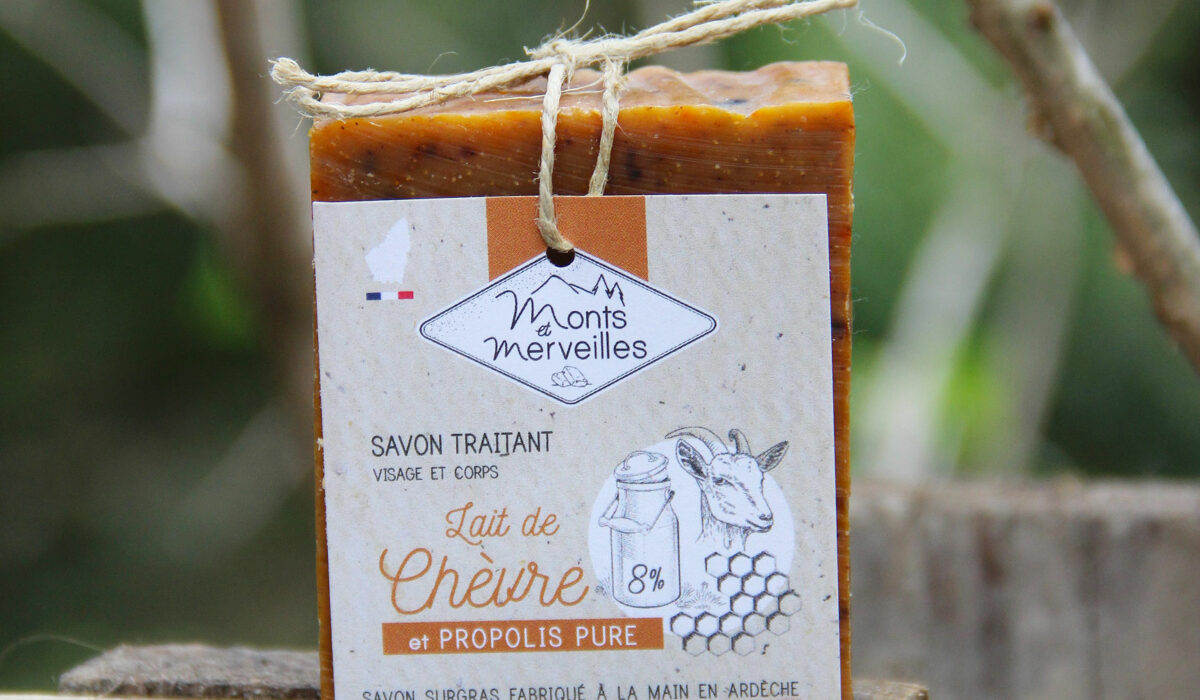 Monts
et
Merveilles
SAVON TRAITANT
VISAGE ET CORPS
Lait de
Chèvre
8%
et PROPOLIS PURE
SAVON SURGRAS FABRIQUÉ À LA MAIN EN ARDÈCHE